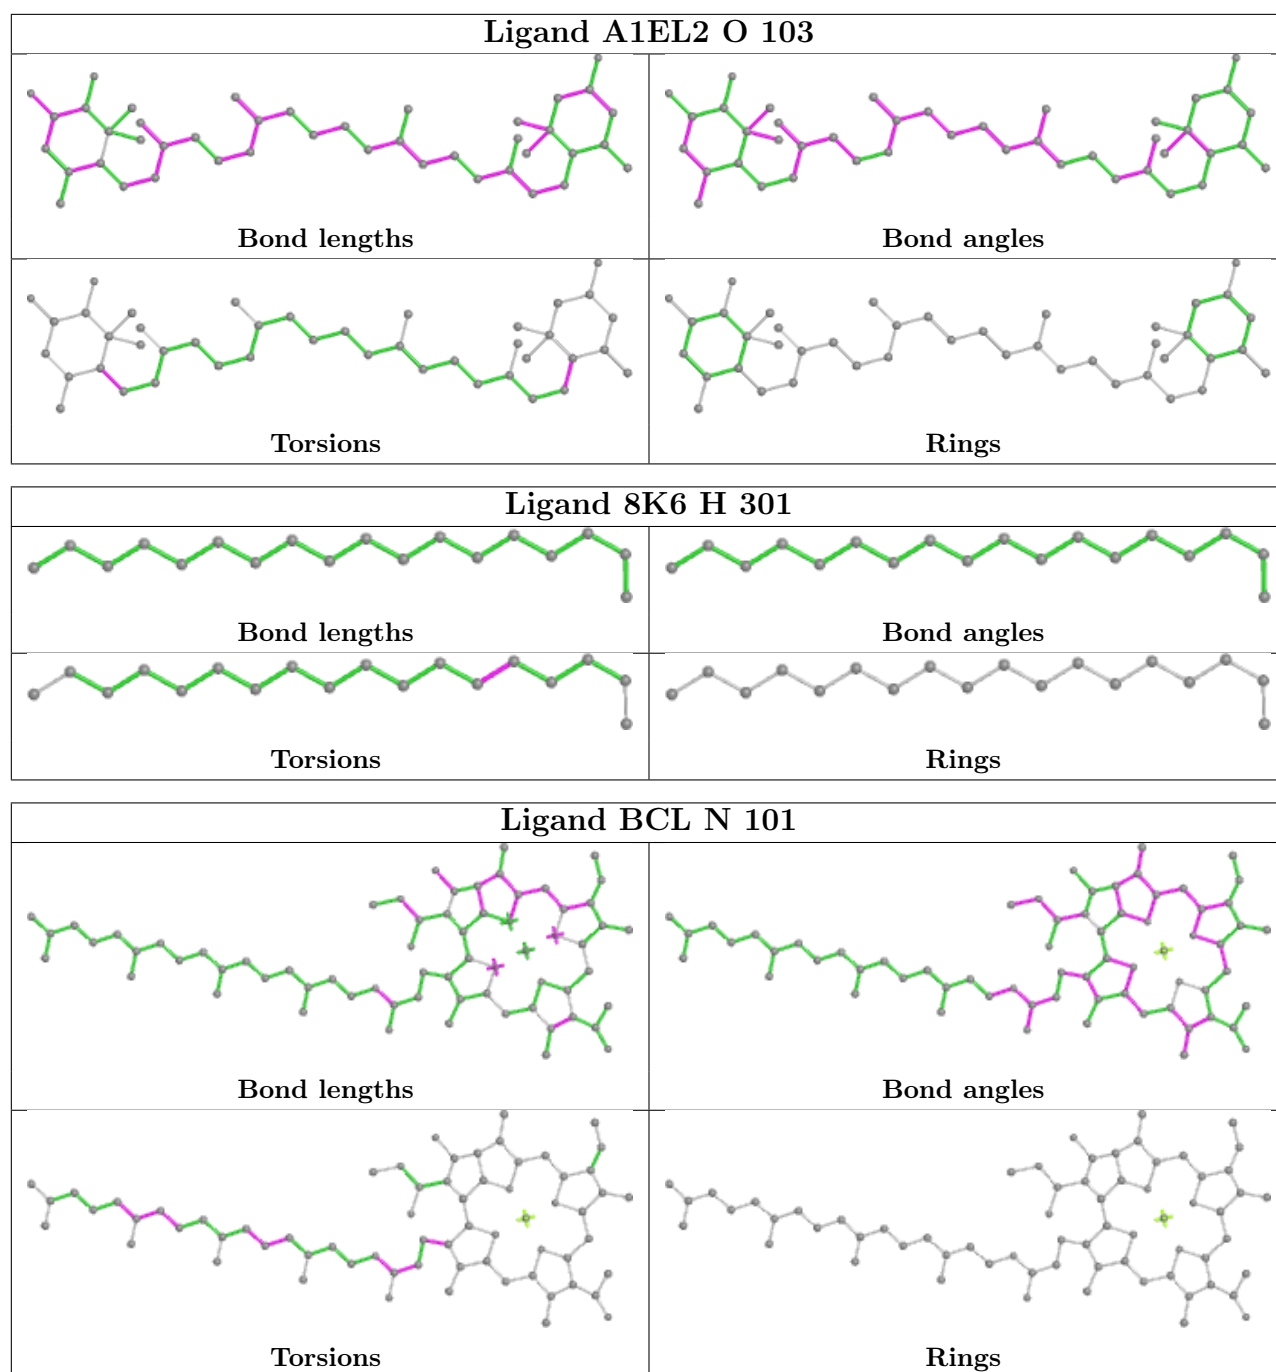 Ligand A1EL2 O 103
Bond lengths
Bond angles
Torsions
Rings
Ligand 8K6 H 301
Bond lengths
Bond angles
Torsions
Rings
Ligand BCL N 101
Bond lengths
Bond angles
Torsions
Rings